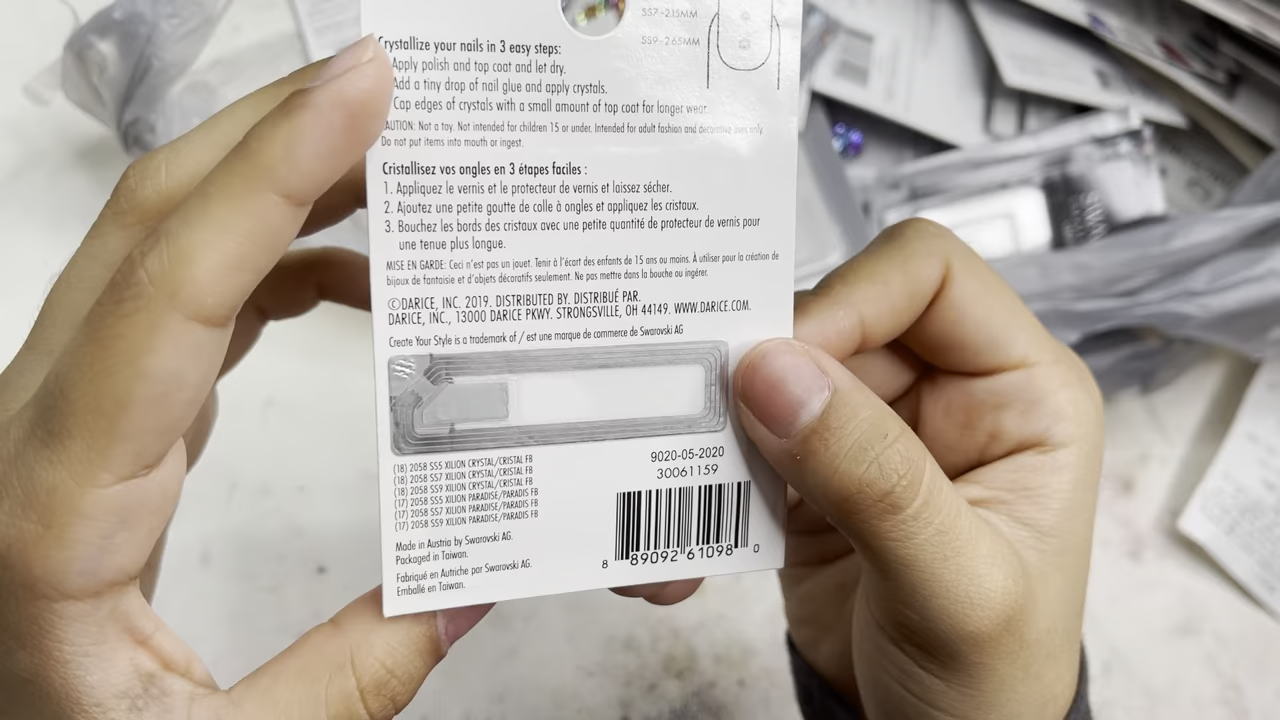 SS7-2.15MM
SS9-2.65MM
Crystallize your nails in 3 easy steps:
Apply polish and top coat and let dry.
Add a tiny drop of nail glue and apply crystals.
Cap edges of crystals with a small amount of top coat for longer wear.
CAUTION: Not a toy. Not intended for children 15 or under. Intended for adult fashion and decorative uses only.
Do not put items into mouth or ingest.
Cristallisez vos ongles en 3 étapes faciles :
1. Appliquez le vernis et le protecteur de vernis et laissez sécher.
2. Ajoutez une petite goutte de colle à ongles et appliquez les cristaux.
3. Bouchez les bords des cristaux avec une petite quantité de protecteur de vernis pour
une tenue plus longue.
MISE EN GARDE: Ceci n'est pas un jouet. Tenir à l'écart des enfants de 15 ans ou moins. À utiliser pour la création de
bijoux de fantaisie et d'objets décoratifs seulement. Ne pas mettre dans la bouche ou ingérer.
©DARICE, INC. 2019. DISTRIBUTED BY. DISTRIBUÉ PAR.
DARICE, INC., 13000 DARICE PKWY. STRONGSVILLE, OH 44149. WWW.DARICE.COM.
Create Your Style is a trademark of / est une marque de commerce de Swarovski AG
(18) 2058 SS5 XILION CRYSTAL/CRISTAL FB
(18) 2058 SS7 XILION CRYSTAL/CRISTAL FB
(18) 2058 SS9 XILION CRYSTAL/CRISTAL FB
(17) 2058 SS5 XILION PARADISE/PARADIS FB
(17) 2058 SS7 XILION PARADISE/PARADIS FB
(17) 2058 SS9 XILION PARADISE/PARADIS FB
Made in Austria by Swarovski AG.
Packaged in Taiwan.
Fabriqué en Autriche par Swarovski AG.
Emballé en Taiwan.
9020-05-2020
30061159
8 89092 61098 0